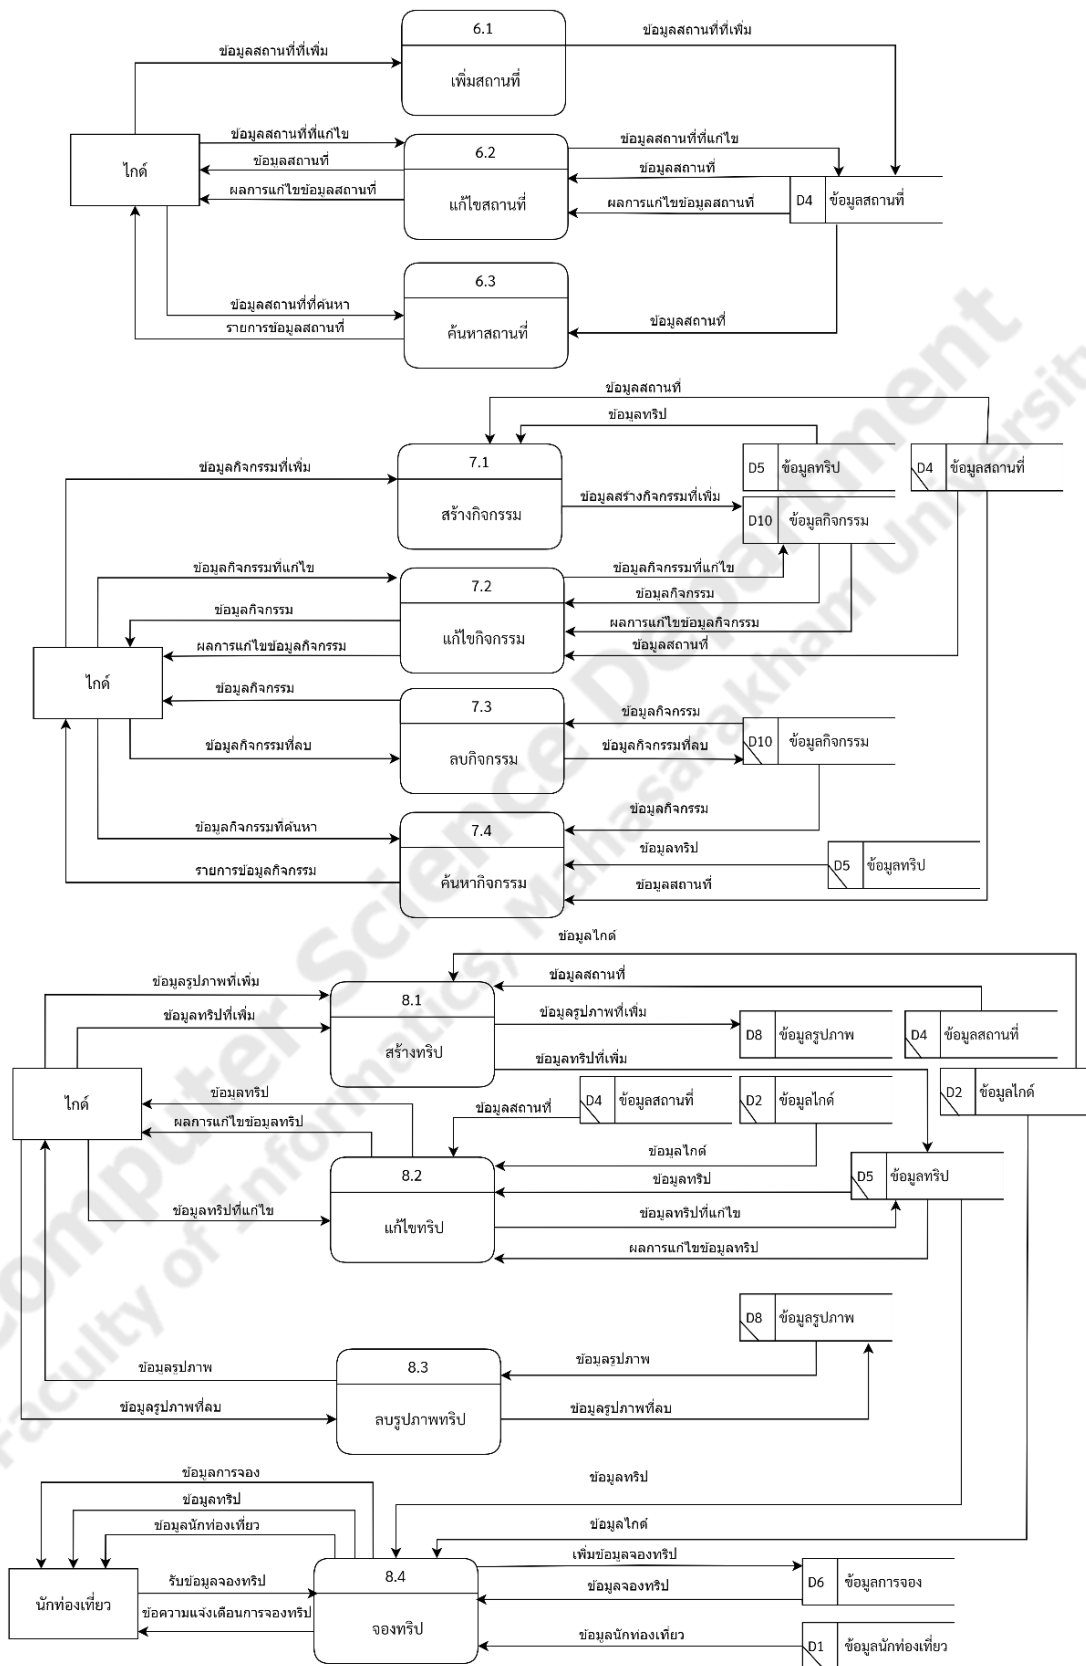 6.1
ข้อมูลสถานที่ที่เพิ่ม
ข้อมูลสถานที่ที่เพิ่ม
เพิ่มสถานที่
ข้อมูลสถานที่ที่แก้ไข
6.2
ข้อมูลสถานที่ที่แก้ไข
ไกด์
ข้อมูลสถานที่
ข้อมูลสถานที่
ผลการแก้ไขข้อมูลสถานที่
แก้ไขสถานที่
ผลการแก้ไขข้อมูลสถานที่
D4 ข้อมูลสถานที่
6.3
ข้อมูลสถานที่ที่ค้นหา
รายการข้อมูลสถานที่
ค้นหาสถานที่
ข้อมูลสถานที่
ข้อมูลสถานที่
ข้อมูลทริป
7.1
ข้อมูลกิจกรรมที่เพิ่ม
D5 ข้อมูลทริป
D4 ข้อมูลสถานที่
สร้างกิจกรรม
ข้อมูลสร้างกิจกรรมที่เพิ่ม
D10 ข้อมูลกิจกรรม
ข้อมูลกิจกรรมที่แก้ไข
7.2
ข้อมูลกิจกรรมที่แก้ไข
ข้อมูลกิจกรรม
ข้อมูลกิจกรรม
แก้ไขกิจกรรม
ผลการแก้ไขข้อมูลกิจกรรม
ผลการแก้ไขข้อมูลกิจกรรม
ข้อมูลสถานที่
ไกด์
ข้อมูลกิจกรรม
7.3
ข้อมูลกิจกรรม
ข้อมูลกิจกรรมที่ลบ
ลบกิจกรรม
ข้อมูลกิจกรรมที่ลบ
D10 ข้อมูลกิจกรรม
ข้อมูลกิจกรรมที่ค้นหา
7.4
ข้อมูลกิจกรรม
ข้อมูลทริป
รายการข้อมูลกิจกรรม
ค้นหากิจกรรม
ข้อมูลสถานที่
D5 ข้อมูลทริป
ข้อมูลไกด์
ข้อมูลสถานที่
ข้อมูลรูปภาพที่เพิ่ม
8.1
ข้อมูลรูปภาพที่เพิ่ม
ข้อมูลทริปที่เพิ่ม
สร้างทริป
D8 ข้อมูลรูปภาพ
D4 ข้อมูลสถานที่
ข้อมูลทริปที่เพิ่ม
ไกด์
ข้อมูลทริป
ผลการแก้ไขข้อมูลทริป
ข้อมูลสถานที่
D4 ข้อมูลสถานที่
D2 ข้อมูลไกด์
D2 ข้อมูลไกด์
ข้อมูลไกด์
8.2
ข้อมูลทริป
D5 ข้อมูลทริป
ข้อมูลทริปที่แก้ไข
แก้ไขทริป
ข้อมูลทริปที่แก้ไข
ผลการแก้ไขข้อมูลทริป
D8 ข้อมูลรูปภาพ
ข้อมูลรูปภาพ
8.3
ข้อมูลรูปภาพ
ข้อมูลรูปภาพที่ลบ
ลบรูปภาพทริป
ข้อมูลรูปภาพที่ลบ
ข้อมูลการจอง
ข้อมูลทริป
ข้อมูลทริป
ข้อมูลนักท่องเที่ยว
ข้อมูลไกด์
นักท่องเที่ยว
รับข้อมูลจองทริป
8.4
เพิ่มข้อมูลจองทริป
ข้อมูลจองทริป
D6 ข้อมูลการจอง
ข้อความแจ้งเตือนการจองทริป
จองทริป
ข้อมูลนักท่องเที่ยว
D1 ข้อมูลนักท่องเที่ยว
Computer Science Department
Faculty of Informatics, Mahasarakham University